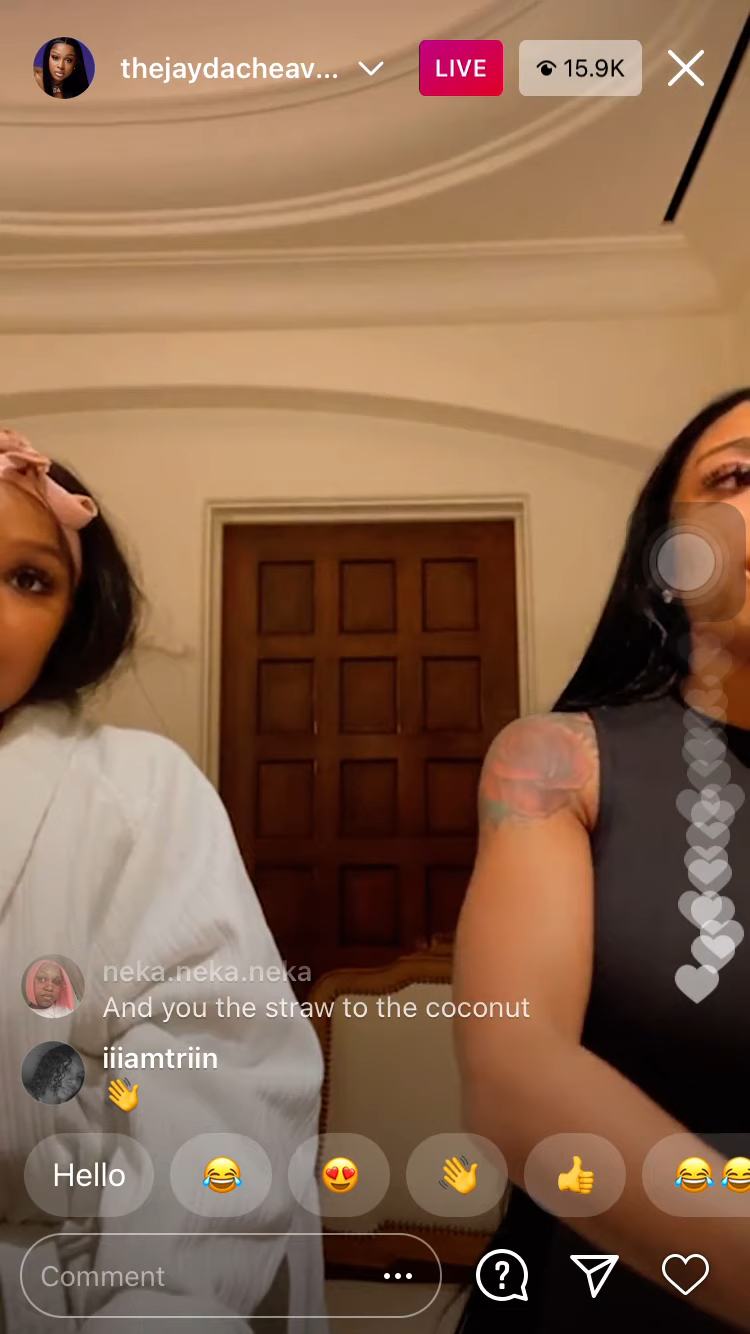 thejaydacheav...
LIVE
15.9K
neka.neka.neka
And you the straw to the coconut
iiiamtriin
👋
Hello
😂
😍
👋
👍
😂😂
Comment